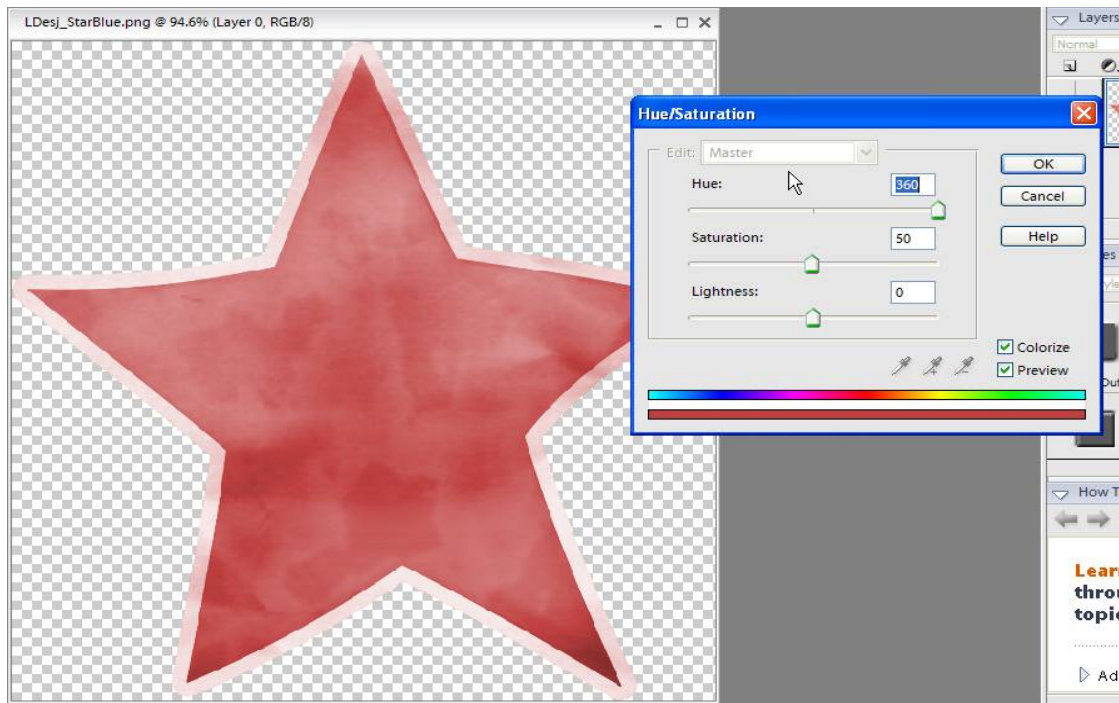 LDesj_StarBlue.png @ 94.6% (Layer 0, RGB/8)
Layers
Normal
Hue/Saturation
Edit: Master
OK
Hue: 360
Cancel
Saturation: 50
Help
Lightness: 0
Colorize
Preview
How T
Lear
throu
topic
Ad